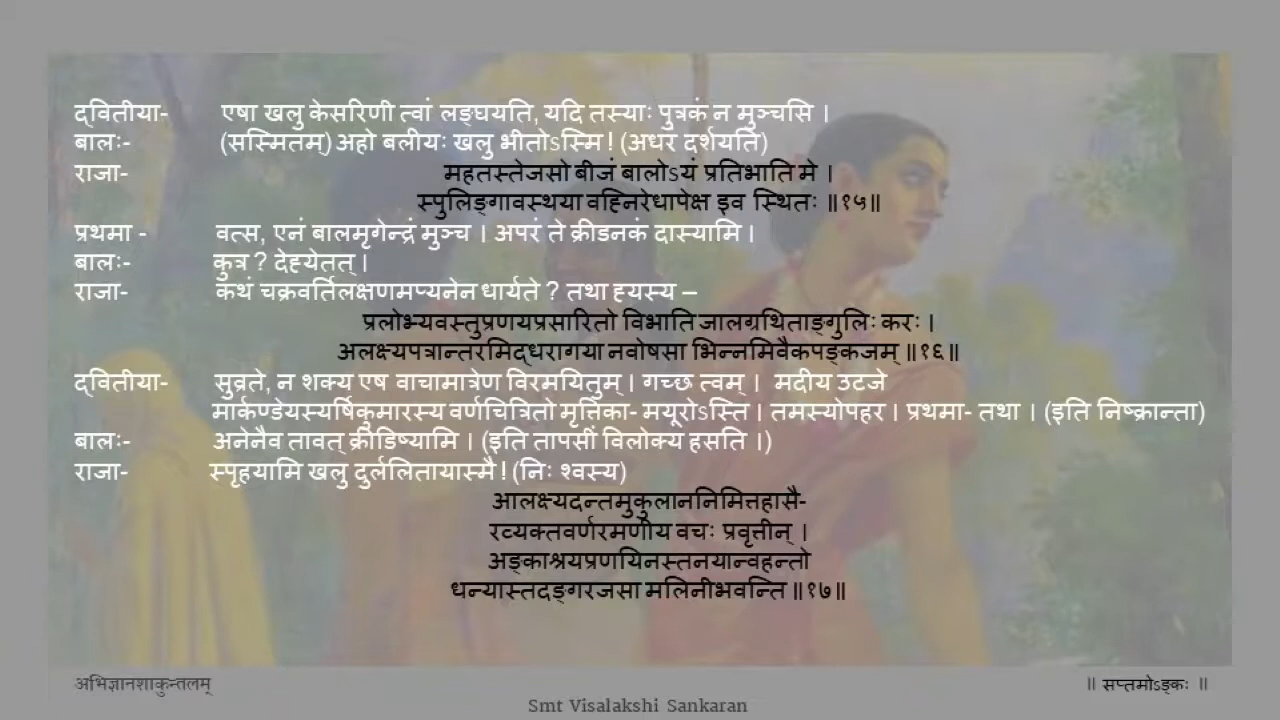 द्वितीया- एषा खलु केसरिणी त्वां लङ्घयति, यदि तस्याः पुत्रकं न मुञ्चसि ।
बालः- (सस्मितम्) अहो बलीयः खलु भीतोऽस्मि ! (अधरं दर्शयति)
राजा- महतस्तेजसो बीजं बालोऽयं प्रतिभाति मे ।
स्पुलिङ्गावस्थया वह्निरेधापेक्ष इव स्थितः ॥१५॥
प्रथमा - वत्स, एनं बालमृगेन्द्रं मुञ्च । अपरं ते क्रीडनकं दास्यामि ।
बालः- कुत्र ? देह्येतत् ।
राजा- कथं चक्रवर्तिलक्षणमप्यनेन धार्यते ? तथा ह्यस्य –
प्रलोभ्यवस्तुप्रणयप्रसारितो विभाति जालग्रथिताङ्गुलिः करः ।
अलक्ष्यपत्रान्तरमिद्धरागया नवोषसा भिन्नमिवैकपङ्कजम् ॥१६॥
द्वितीया- सुव्रते, न शक्य एष वाचामात्रेण विरमयितुम् । गच्छ त्वम् । मदीय उटजे
मार्कण्डेयस्यर्षिकुमारस्य वर्णचित्रितो मृत्तिका- मयूरोऽस्ति । तमस्योपहर । प्रथमा- तथा । (इति निष्क्रान्ता)
बालः- अनेनैव तावत् क्रीडिष्यामि । (इति तापसीं विलोक्य हसति ।)
राजा- स्पृहयामि खलु दुर्ललितायास्मै ! (निः श्वस्य)
आलक्ष्यदन्तमुकुलाननिमित्तहासै-
रव्यक्तवर्णरमणीय वचः प्रवृत्तीन् ।
अङ्काश्रयप्रणयिनस्तनयान्वहन्तो
धन्यास्तदङ्गरजसा मलिनीभवन्ति ॥१७॥
अभिज्ञानशाकुन्तलम्
॥ सप्तमोऽङ्कः ॥
Smt Visalakshi Sankaran